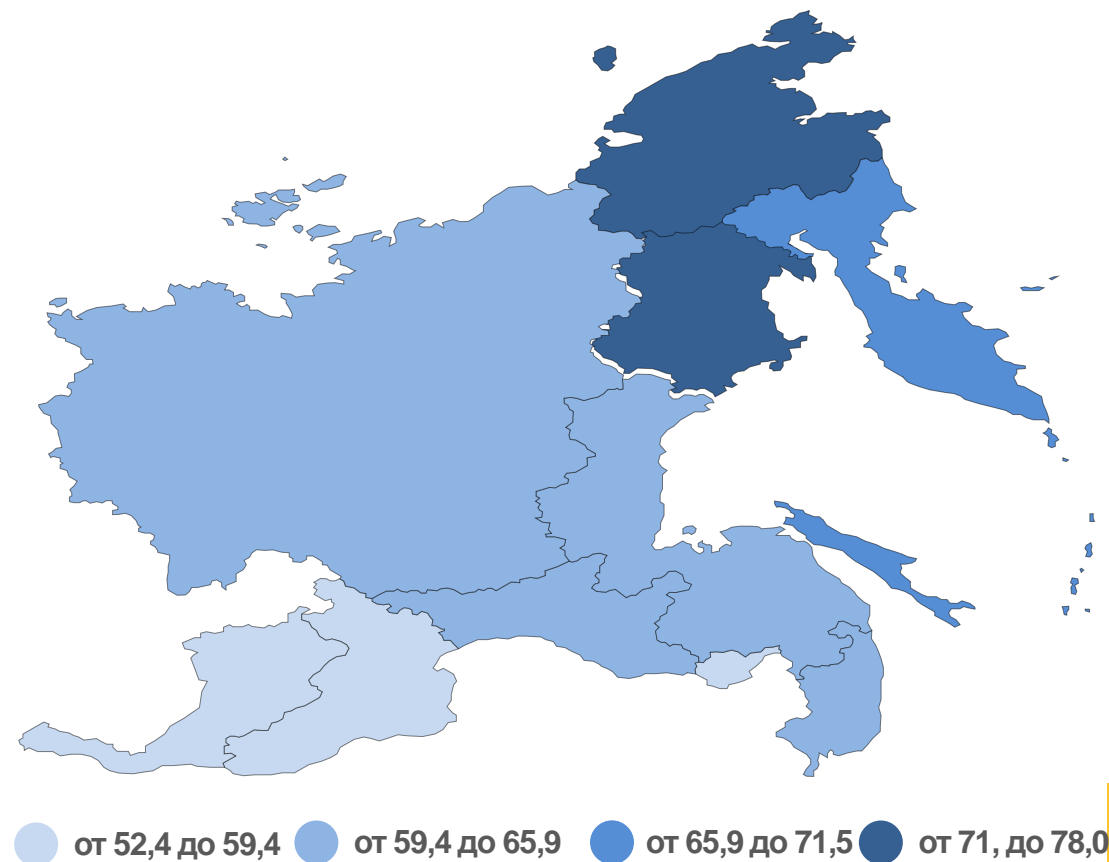 от 52,4 до 59,4 от 59,4 до 65,9 от 65,9 до 71,5 от 71, до 78,0